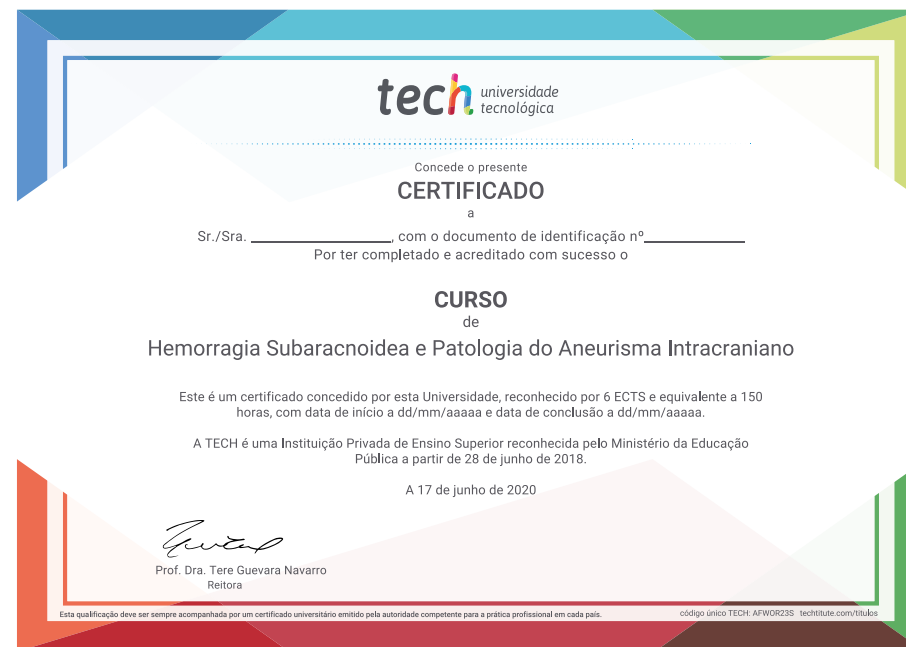 tech universidade
tecnológica
Concede o presente
CERTIFICADO
a
Sr./Sra. ________________, com o documento de identificação nº____________
Por ter completado e acreditado com sucesso o
CURSO
de
Hemorragia Subaracnoidea e Patologia do Aneurisma Intracraniano
Este é um certificado concedido por esta Universidade, reconhecido por 6 ECTS e equivalente a 150
horas, com data de início a dd/mm/aaaaa e data de conclusão a dd/mm/aaaaa.
A TECH é uma Instituição Privada de Ensino Superior reconhecida pelo Ministério da Educação
Pública a partir de 28 de junho de 2018.
A 17 de junho de 2020
Prof. Dra. Tere Guevara Navarro
Reitora
Esta qualificação deve ser sempre acompanhada por um certificado universitário emitido pela autoridade competente para a prática profissional em cada país.
código único TECH: AFWOR23S techtitute.com/titulos